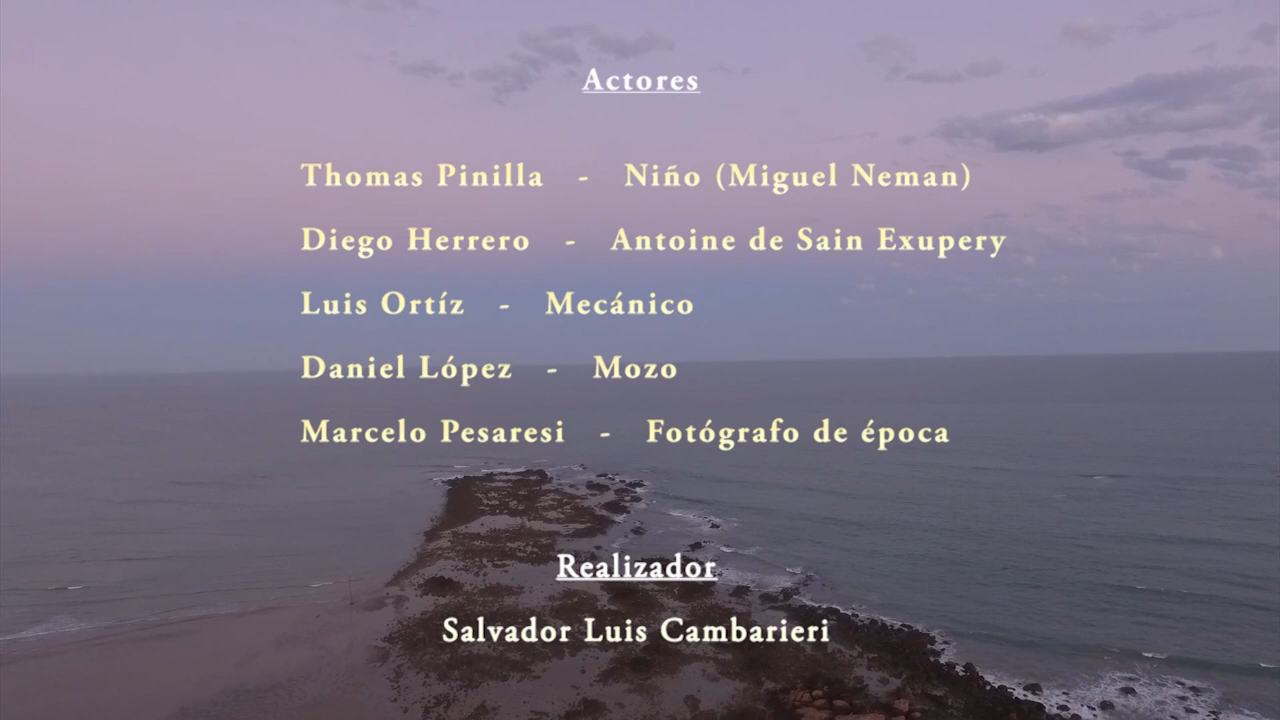 Actores
Thomas Pinilla - Niño (Miguel Neman)
Diego Herrero - Antoine de Sain Exupery
Luis Ortíz - Mecánico
Daniel López - Mozo
Marcelo Pesaresi - Fotógrafo de época
Realizador
Salvador Luis Cambarieri